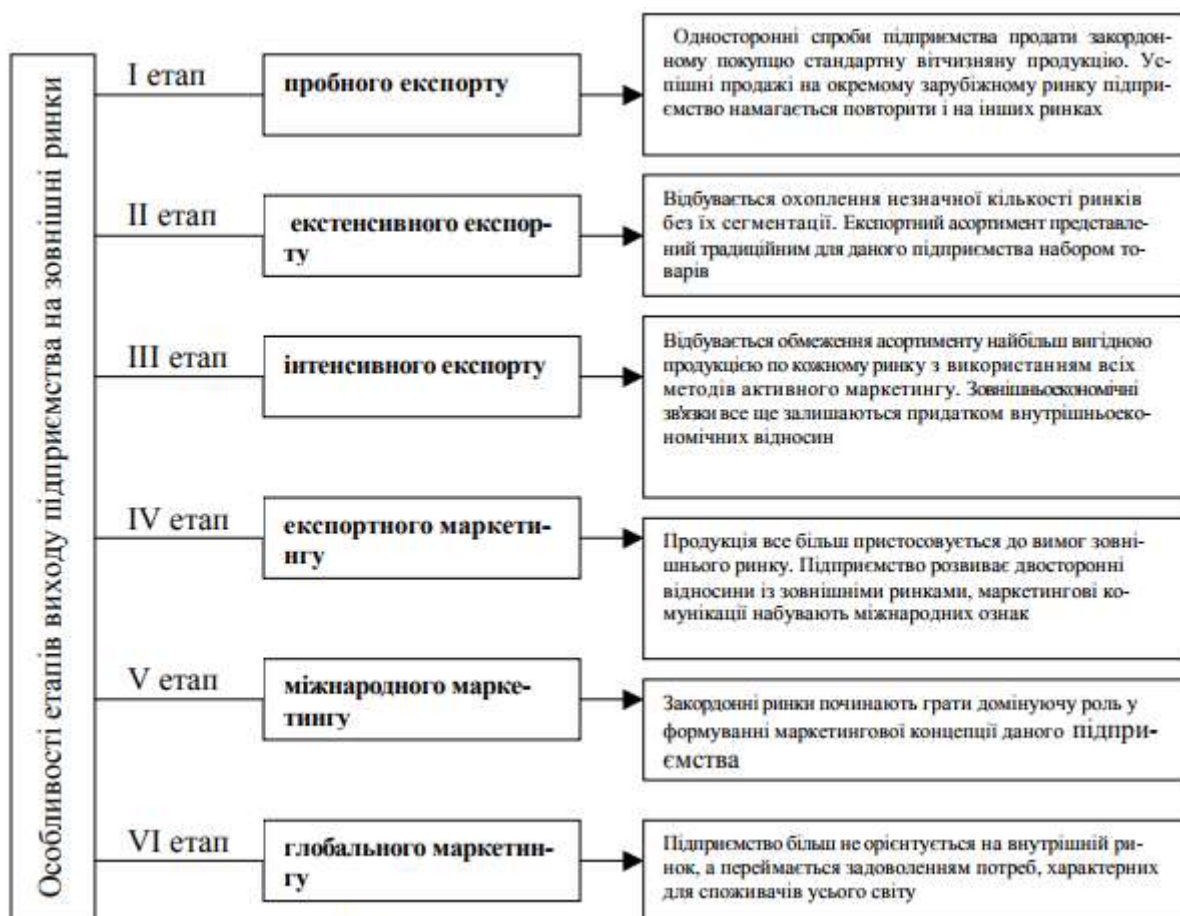 Особливості етапів виходу підприємства на зовнішні ринки
I етап
пробного експорту
Односторонні спроби підприємства продати закордон-
ному покупцю стандартну вітчизняну продукцію. Ус-
пішні продажі на окремому зарубіжному ринку підпри-
ємство намагається повторити і на інших ринках
II етап
екстенсивного експор-
ту
Відбувається охоплення незначної кількості ринків
без їх сегментації. Експортний асортимент представле-
ний традиційним для даного підприємства набором то-
варів
III етап
інтенсивного експорту
Відбувається обмеження асортименту найбільш вигідною
продукцією по кожному ринку з використанням всіх
методів активного маркетингу. Зовнішньоекономічні
зв'язки все ще залишаються придатком внутрішньоеко-
номічних відносин
IV етап
експортного маркети-
нгу
Продукція все більш пристосовується до вимог зовні-
шнього ринку. Підприємство розвиває двосторонні
відносини із зовнішніми ринками, маркетингові ко-
мунікації набувають міжнародних ознак
V етап
міжнародного марке-
тингу
Закордонні ринки починають грати домінуючу роль у
формуванні маркетингової концепції даного підпри-
ємства
VI етап
глобального маркетин-
гу
Підприємство більш не орієнтується на внутрішній ри-
нок, а переймається задоволенням потреб, характерних
для споживачів усього світу